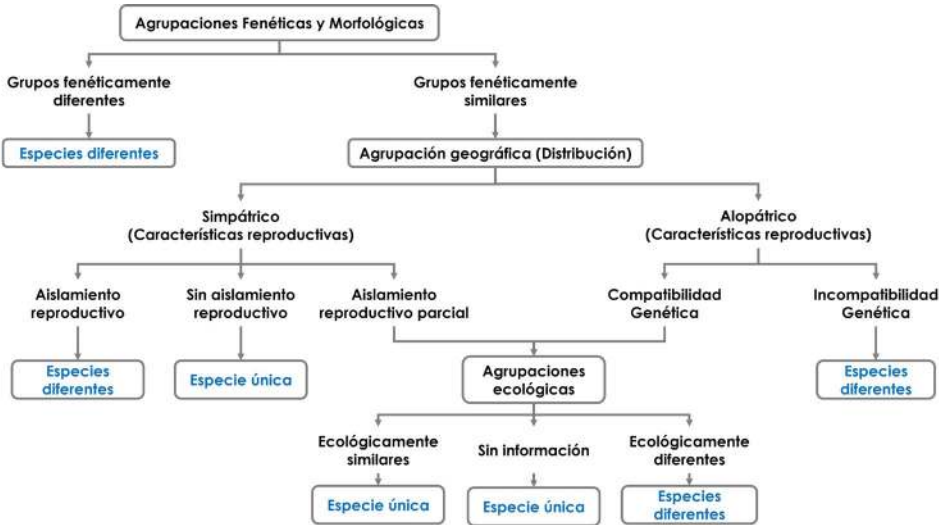 Agrupaciones Fenéticas y Morfológicas
Grupos fenéticamente
diferentes
Grupos fenéticamente
similares
Especies diferentes
Agrupación geográfica (Distribución)
Simpátrico
(Características reproductivas)
Alopátrico
(Características reproductivas)
Aislamiento
reproductivo
Sin aislamiento
reproductivo
Aislamiento
reproductivo parcial
Compatibilidad
Genética
Incompatibilidad
Genética
Especies
diferentes
Especie única
Agrupaciones
ecológicas
Especies
diferentes
Ecológicamente
similares
Sin información
Ecológicamente
diferentes
Especie única
Especie única
Especies
diferentes